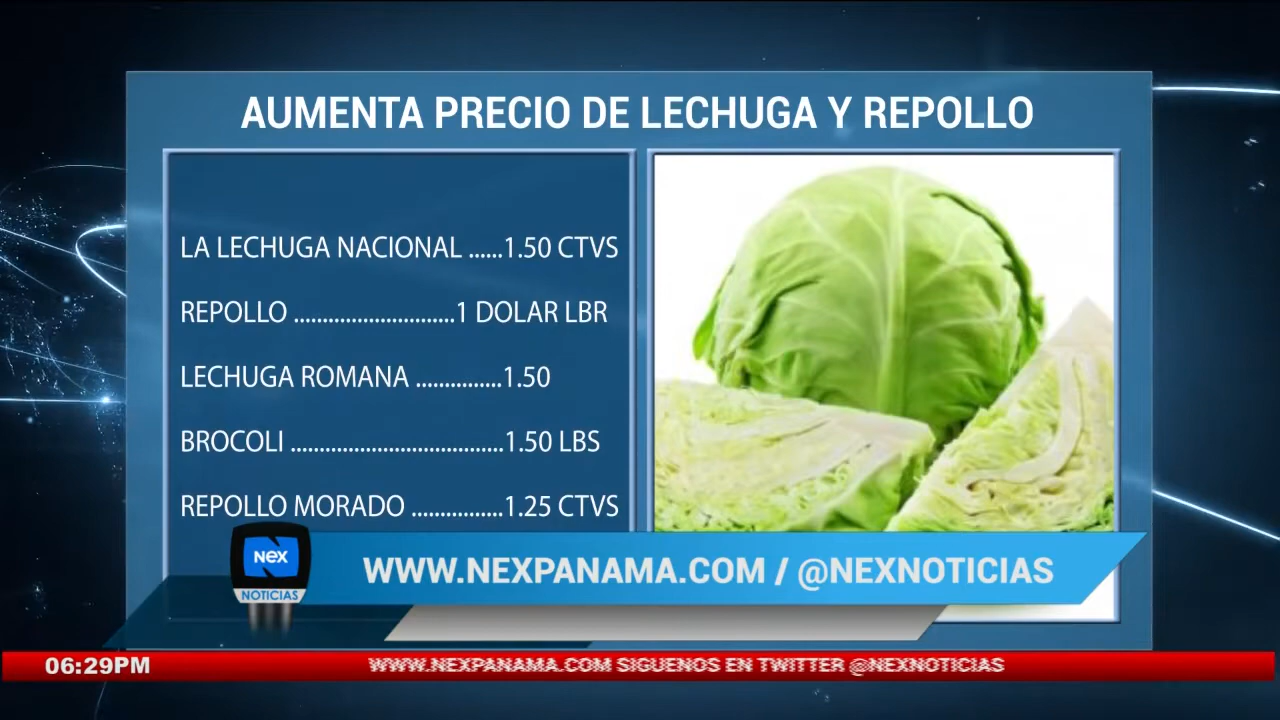 AUMENTA PRECIO DE LECHUGA Y REPOLLO
LA LECHUGA NACIONAL ......1.50 CTVS
REPOLLO ............................1 DOLAR LBR
LECHUGA ROMANA ...............1.50
BROCOLI .....................................1.50 LBS
REPOLLO MORADO ................1.25 CTVS
nex
NOTICIAS
WWW.NEXPANAMA.COM / @NEXNOTICIAS
06:29PM
WWW.NEXPANAMA.COM SIGUENOS EN TWITTER @NEXNOTICIAS